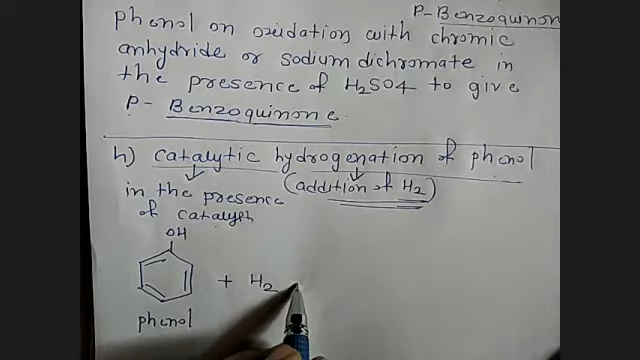 P-Benzoquinon
phenol on oxidation with chromic
anhydride or sodium dichromate in
the presence of H2SO4 to give
P- Benzoquinone
h) catalytic hydrogenation of phenol
in the presence (addition of H2)
of catalyst
OH
+ H2
phenol